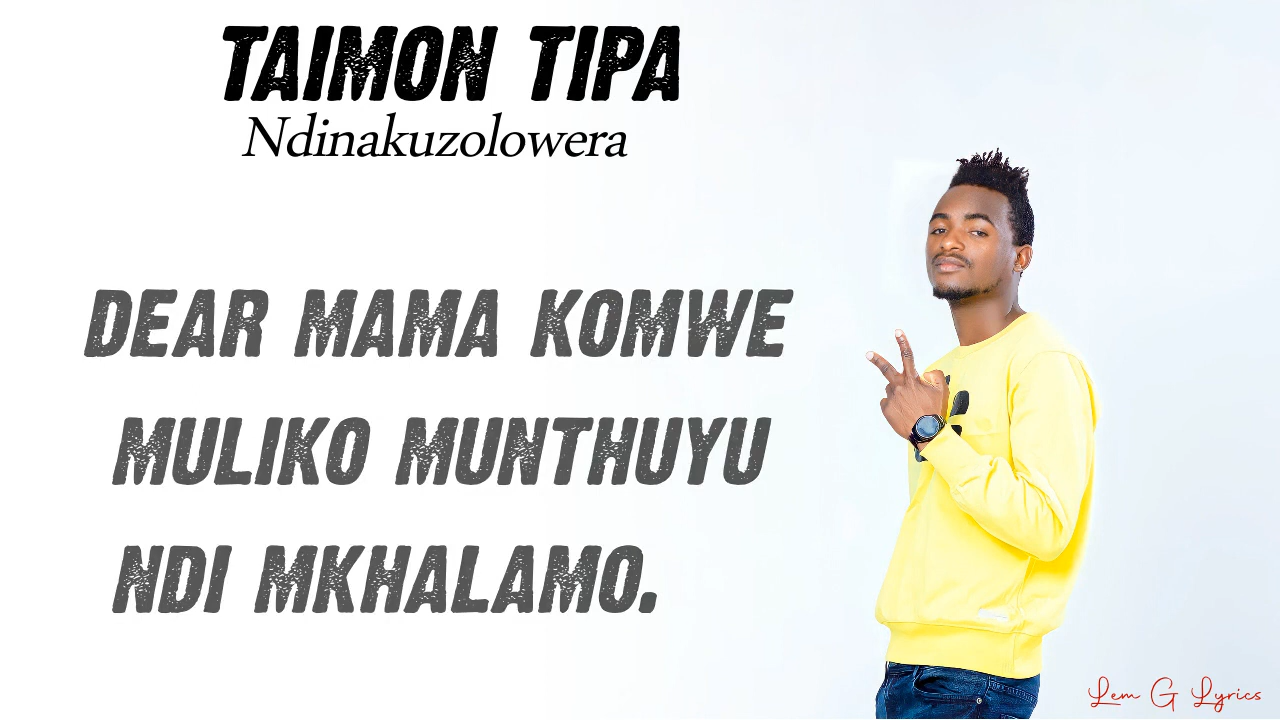 TAIMON TIPA
Ndinakuzolowera
DEAR MAMA KOMWE
MULIKO MUNTHUYU
NDI MKHALAMO.
Lem G Lyrics